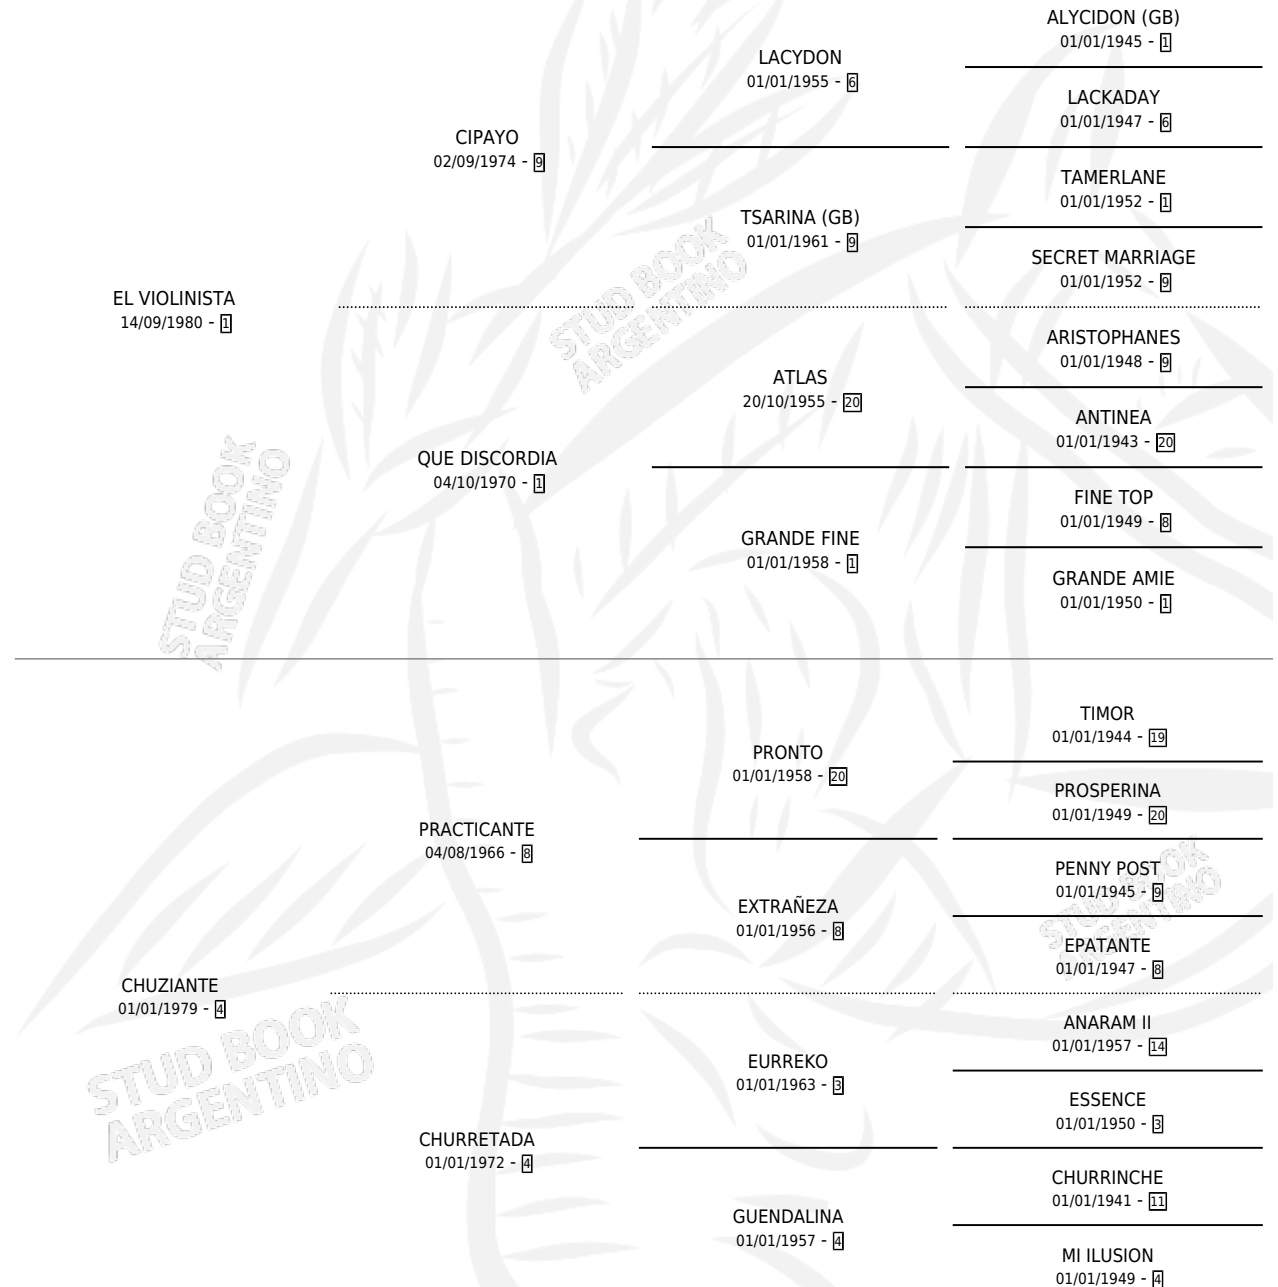 ALYCIDON (GB)
01/01/1945 - 1
LACYDON
01/01/1955 - 6
LACKADAY
01/01/1947 - 6
CIPAYO
02/09/1974 - 9
TAMERLANE
01/01/1952 - 1
TSARINA (GB)
01/01/1961 - 9
SECRET MARRIAGE
01/01/1952 - 9
EL VIOLINISTA
14/09/1980 - 1
ARISTOPHANES
01/01/1948 - 9
ATLAS
20/10/1955 - 20
ANTINEA
01/01/1943 - 20
QUE DISCORDIA
04/10/1970 - 1
FINE TOP
01/01/1949 - 8
GRANDE FINE
01/01/1958 - 1
GRANDE AMIE
01/01/1950 - 1
TIMOR
01/01/1944 - 19
PRONTO
01/01/1958 - 20
PROSPERINA
01/01/1949 - 20
PRACTICANTE
04/08/1966 - 8
PENNY POST
01/01/1945 - 9
EXTRAÑEZA
01/01/1956 - 8
EPATANTE
01/01/1947 - 8
CHUZIANTE
01/01/1979 - 4
ANARAM II
01/01/1957 - 14
EURREKO
01/01/1963 - 3
ESSENCE
01/01/1950 - 3
CHURRETADA
01/01/1972 - 4
CHURRINCHE
01/01/1941 - 11
GUENDALINA
01/01/1957 - 4
MI ILUSION
01/01/1949 - 4
STUD BOOK
ARGENTINO
STUD BOOK
ARGENTINO
STUD BOOK
ARGENTINO
STUD BOOK
ARGENTINO